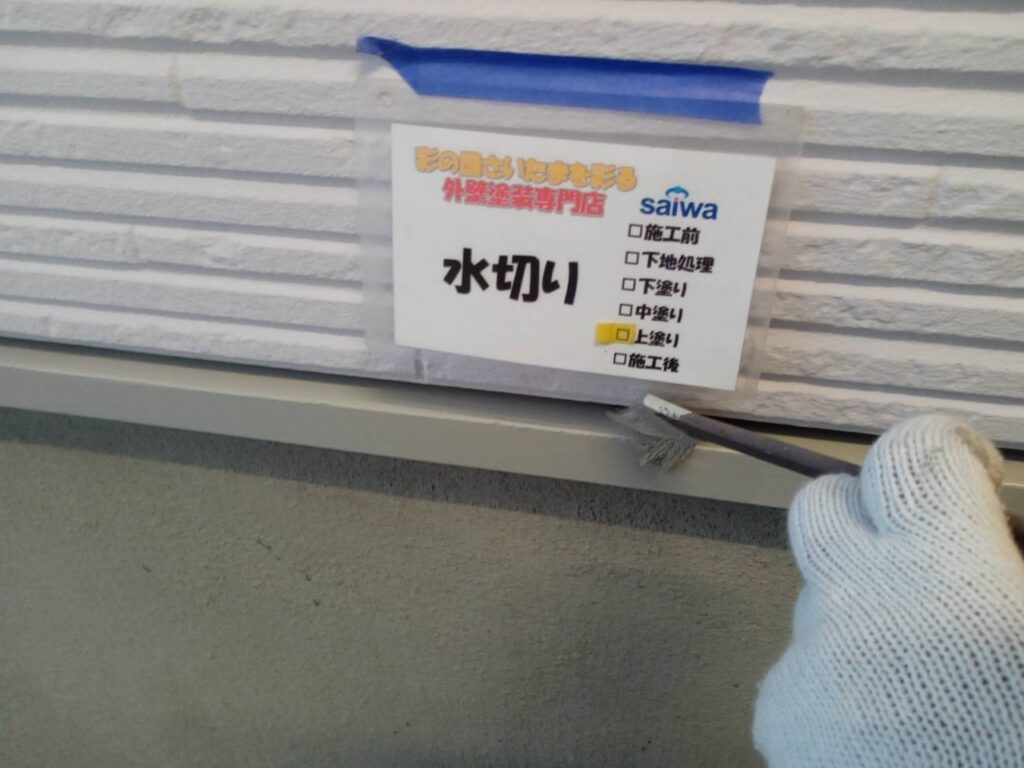 彩の国さいたまを彩る
外壁塗装専門店
saiwa
水切り
□施工前
□下地処理
□下塗り
□中塗り
□上塗り
□施工後